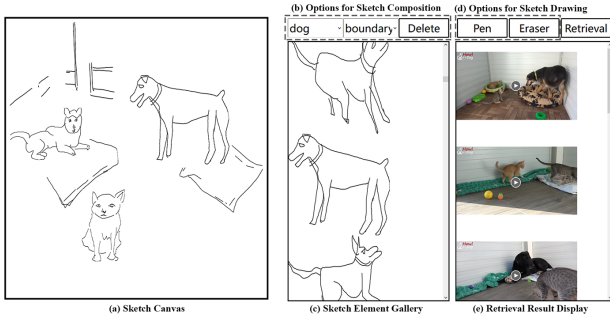 (b) Options for Sketch Composition
(d) Options for Sketch Drawing
dog
boundary
Delete
Pen
Eraser
Retrieval
(a) Sketch Canvas
(c) Sketch Element Gallery
(e) Retrieval Result Display